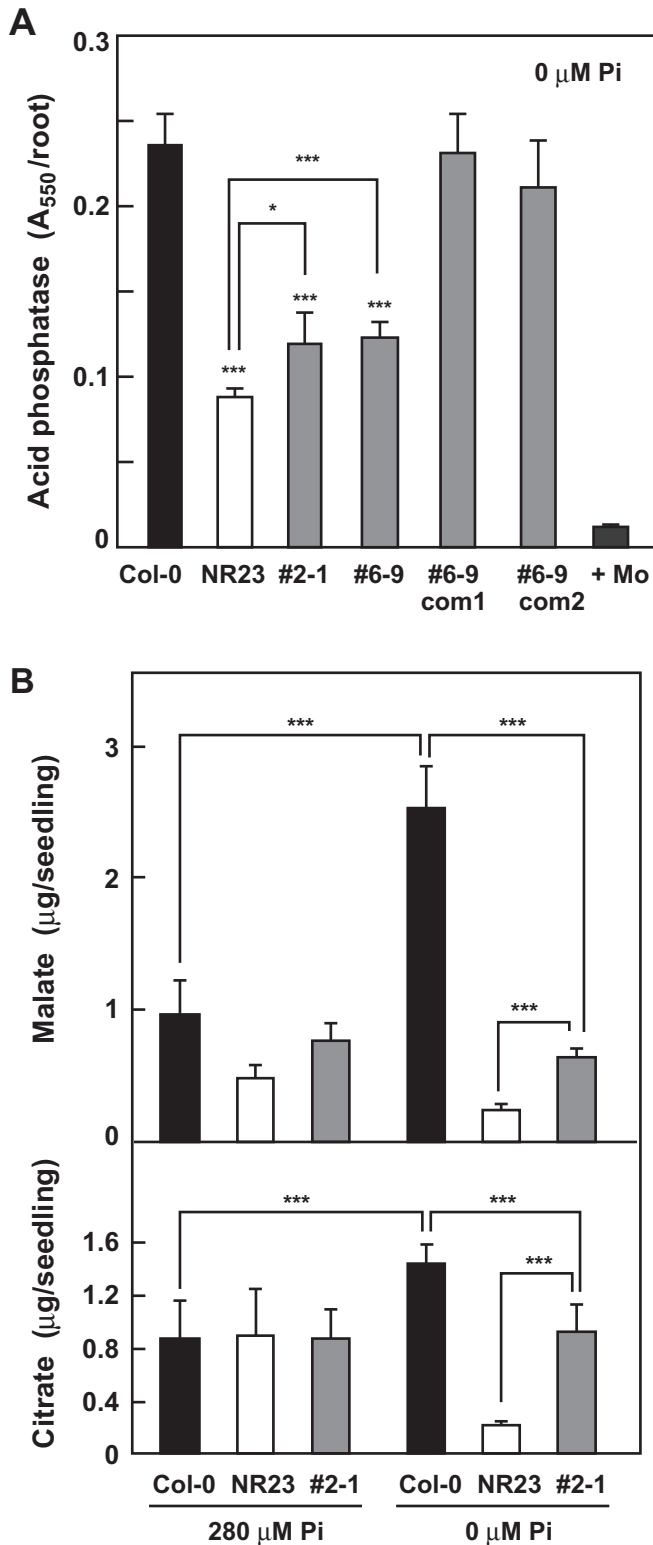 A
Acid phosphatase (A550/root)
0.3
0.2
0.1
0
0 μM Pi
***
*
***
***
***
Col-0 NR23 #2-1 #6-9 #6-9 #6-9 + Mo
com1 com2
B
Malate (μg/seedling)
3
2
1
0
*** ***
***
Citrate (μg/seedling)
1.6
1.2
0.8
0.4
0
*** ***
***
Col-0 NR23 #2-1 Col-0 NR23 #2-1
280 μM Pi 0 μM Pi